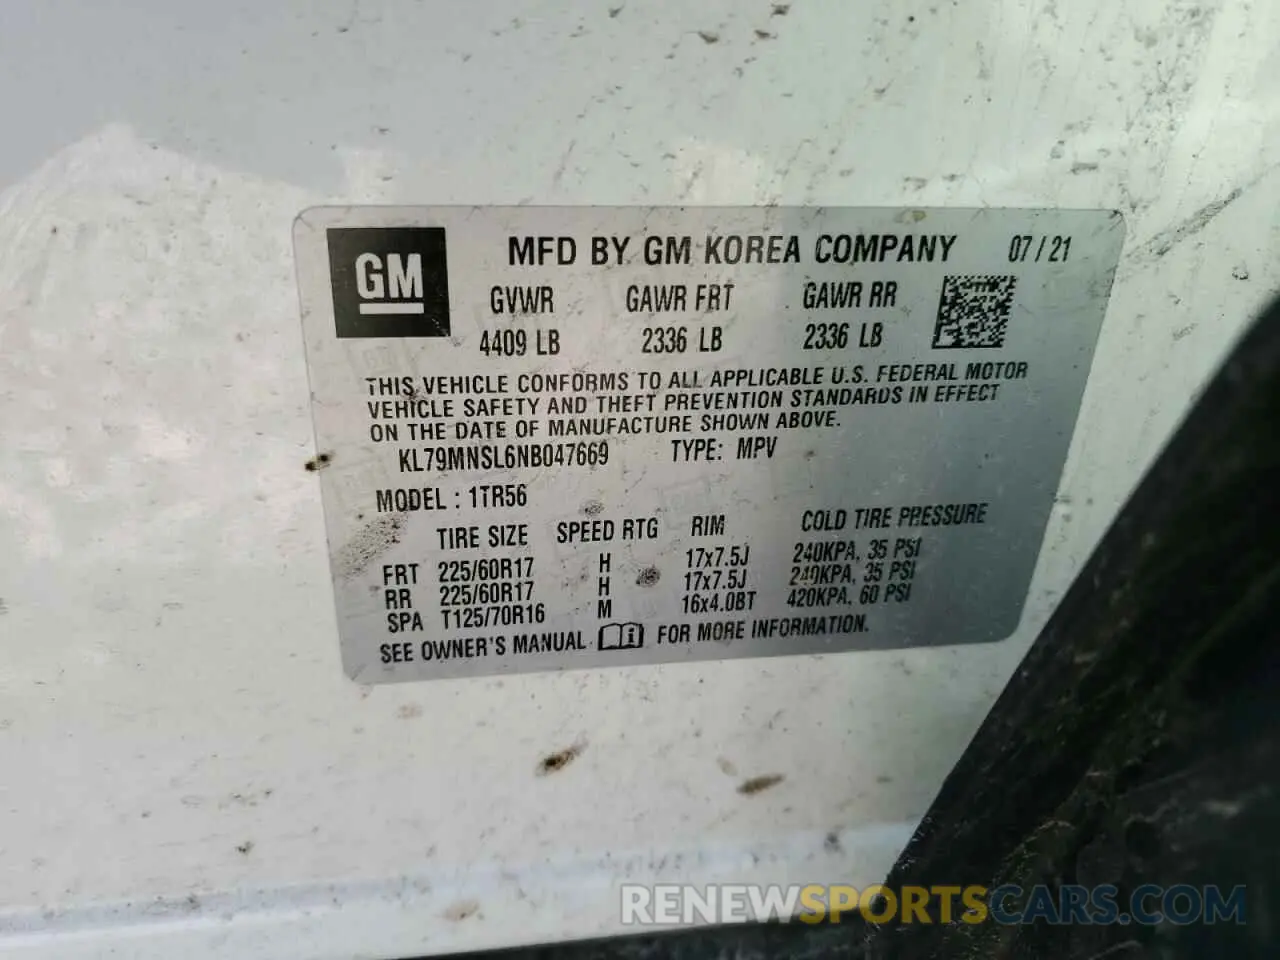 GM
MFD BY GM KOREA COMPANY 07/21
GVWR GAWR FRT GAWR RR
4409 LB 2336 LB 2336 LB
THIS VEHICLE CONFORMS TO ALL APPLICABLE U.S. FEDERAL MOTOR
VEHICLE SAFETY AND THEFT PREVENTION STANDARDS IN EFFECT
ON THE DATE OF MANUFACTURE SHOWN ABOVE.
KL79MNSL6NB047669 TYPE: MPV
MODEL : 1TR56
TIRE SIZE SPEED RTG RIM COLD TIRE PRESSURE
FRT 225/60R17 H 17x7.5J 240KPA, 35 PSI
RR 225/60R17 H 17x7.5J 240KPA, 35 PSI
SPA T125/70R16 M 16x4.0BT 420KPA, 60 PSI
SEE OWNER'S MANUAL FOR MORE INFORMATION.
RENEWSPORTSCARS.COM